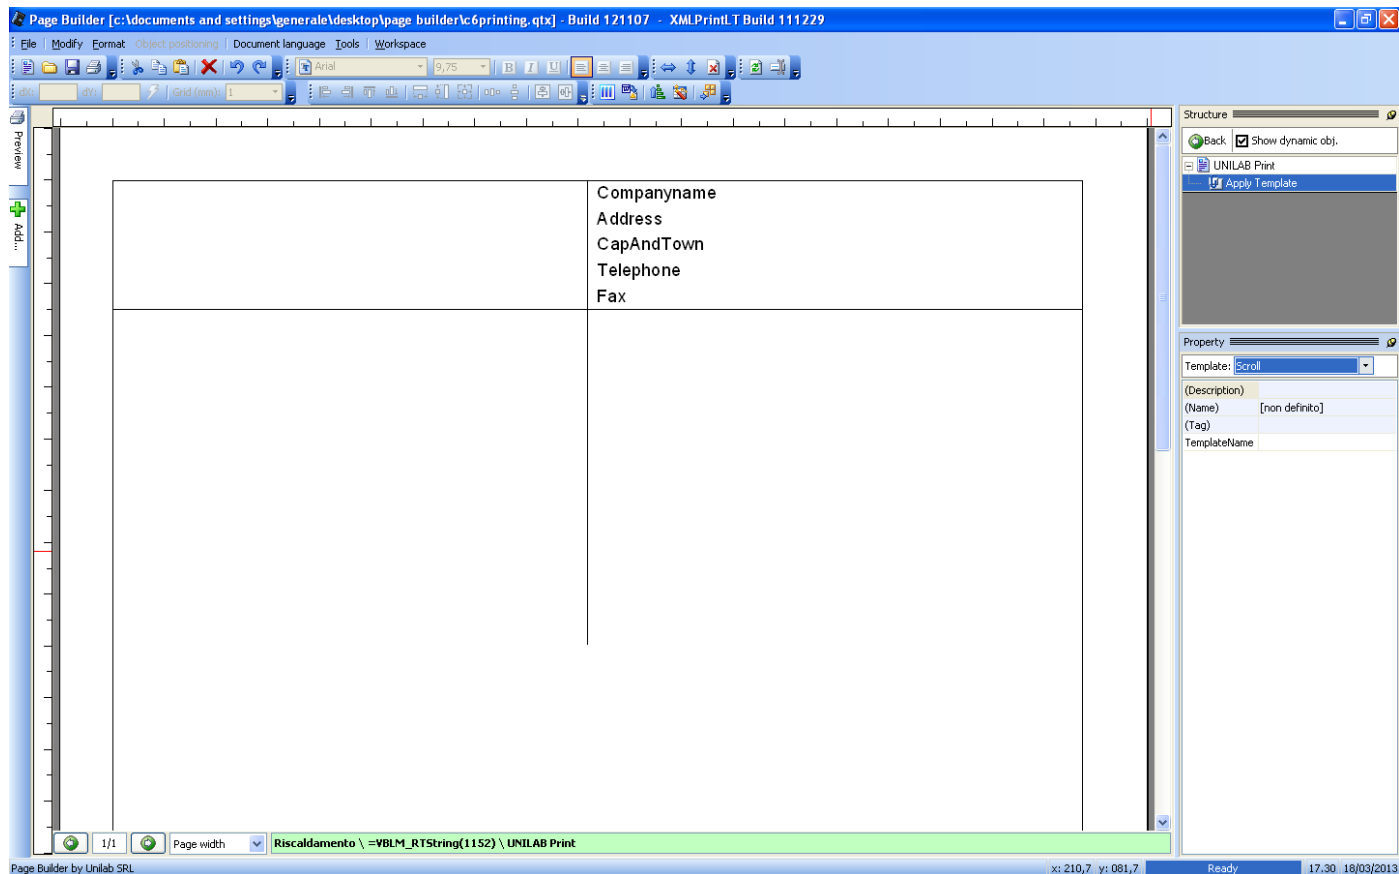 Page Builder [c:\documents and settings\generale\desktop\page builder\c6printing.qtx] - Build 121107 - XMLPrintLT Build 111229
File Modify Format Object positioning Document language Tools Workspace
Arial 9,75 B I U
dX: dY: Grid (mm): 1
Preview
Add...
Companyname
Address
CapAndTown
Telephone
Fax
Structure
Back Show dynamic obj.
UNILAB Print
Apply Template
Property
Template: Scroll
(Description)
(Name) [non definito]
(Tag)
TemplateName
1/1 Page width Riscaldamento \ =VBLM_RTString(1152) \ UNILAB Print
Page Builder by Unilab SRL x: 210,7 y: 081,7 Ready 17.30 18/03/2013